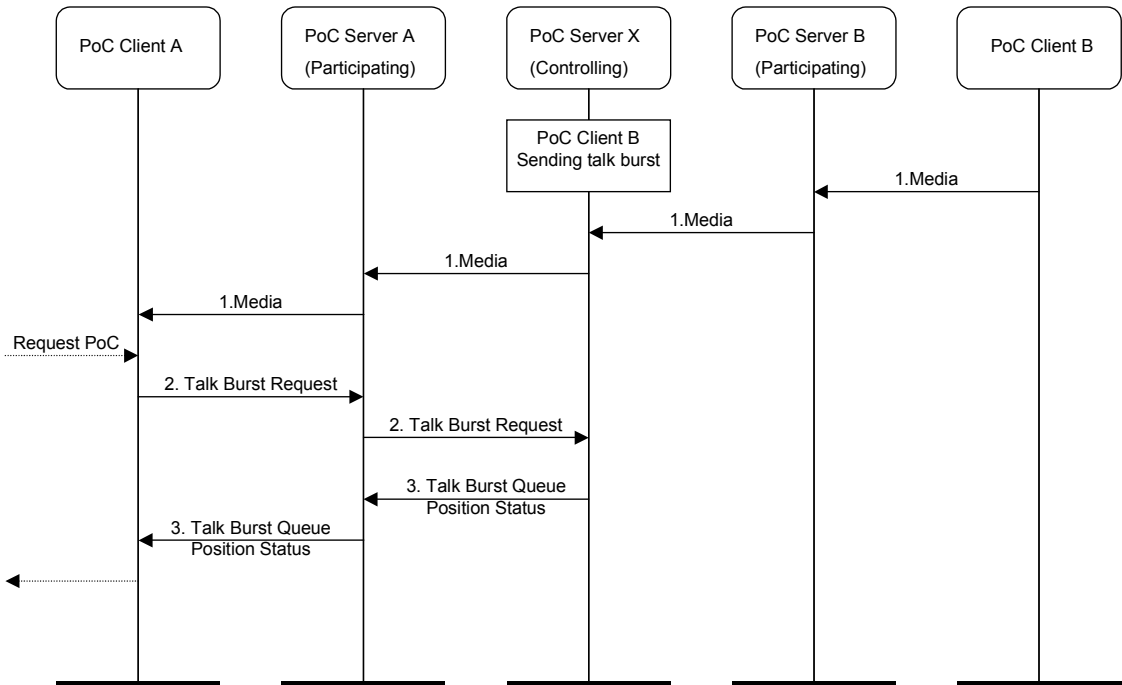 PoC Client A
PoC Server A
(Participating)
PoC Server X
(Controlling)
PoC Server B
(Participating)
PoC Client B
PoC Client B
Sending talk burst
1.Media
1.Media
1.Media
1.Media
Request PoC
2. Talk Burst Request
2. Talk Burst Request
3. Talk Burst Queue
Position Status
3. Talk Burst Queue
Position Status